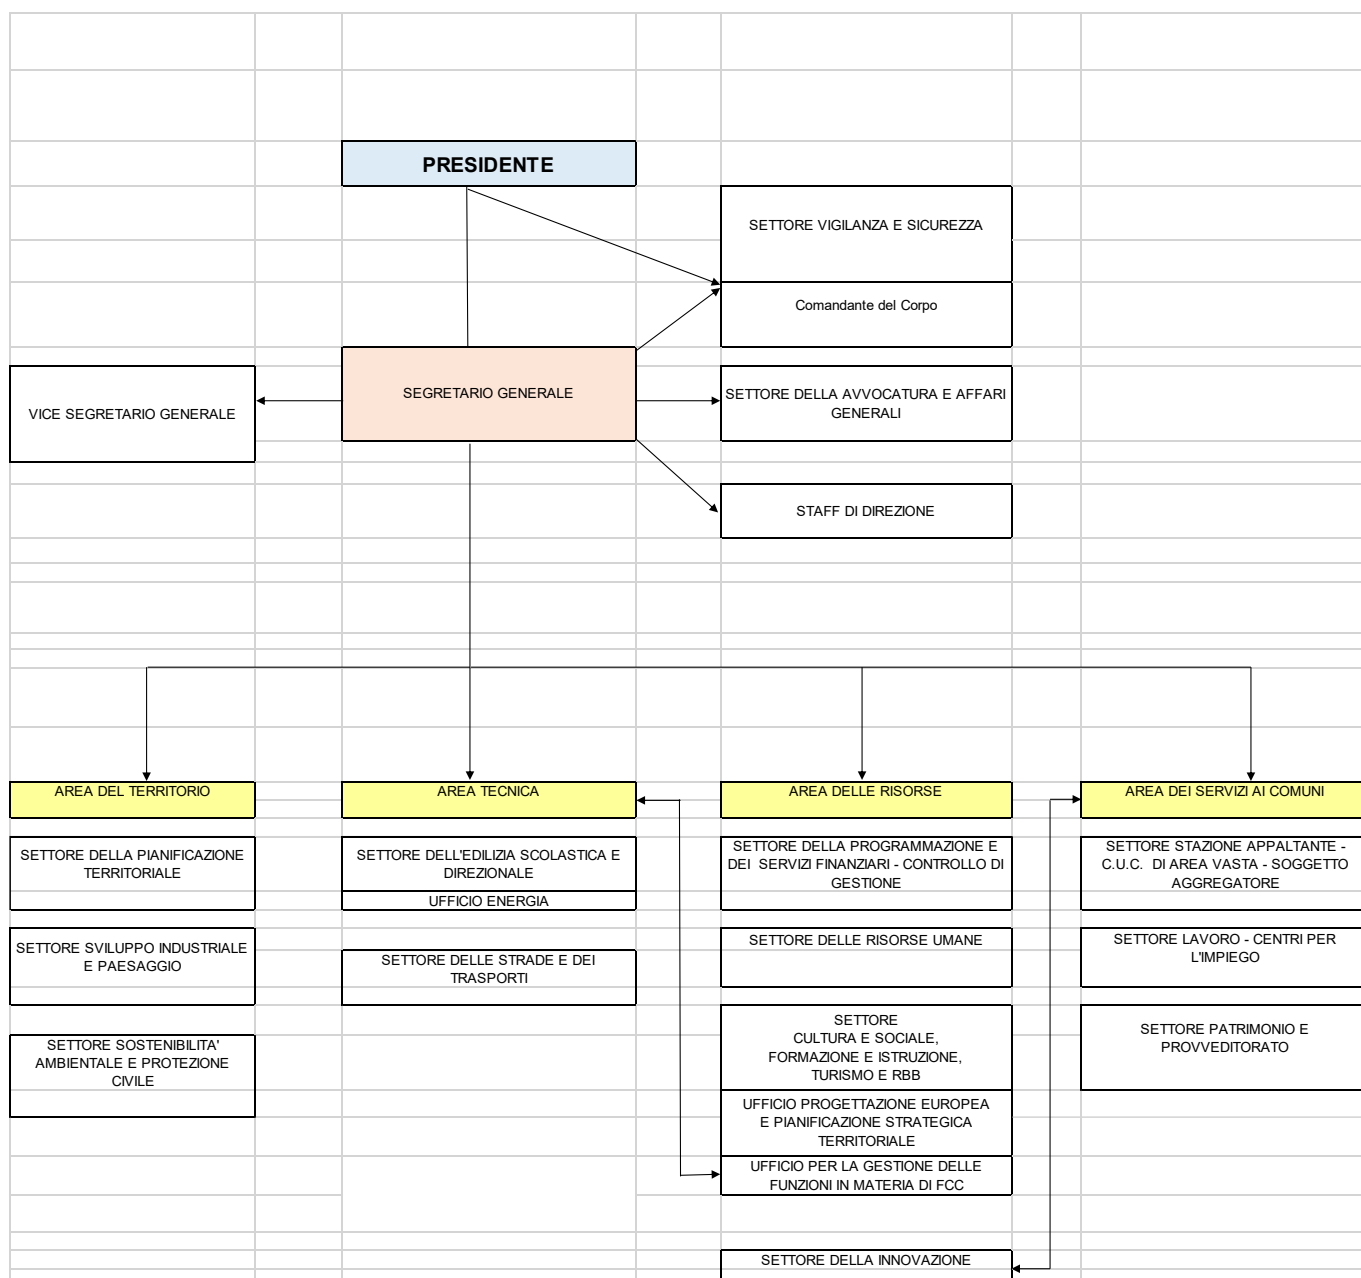 PRESIDENTE
SETTORE VIGILANZA E SICUREZZA
Comandante del Corpo
SEGRETARIO GENERALE
VICE SEGRETARIO GENERALE
SETTORE DELLA AVVOCATURA E AFFARI
GENERALI
STAFF DI DIREZIONE
AREA DEL TERRITORIO
SETTORE DELLA PIANIFICAZIONE
TERRITORIALE
SETTORE SVILUPPO INDUSTRIALE
E PAESAGGIO
SETTORE SOSTENIBILITA'
AMBIENTALE E PROTEZIONE
CIVILE
AREA TECNICA
SETTORE DELL'EDILIZIA SCOLASTICA E
DIREZIONALE
UFFICIO ENERGIA
SETTORE DELLE STRADE E DEI
TRASPORTI
AREA DELLE RISORSE
SETTORE DELLA PROGRAMMAZIONE E
DEI SERVIZI FINANZIARI - CONTROLLO DI
GESTIONE
SETTORE DELLE RISORSE UMANE
SETTORE
CULTURA E SOCIALE,
FORMAZIONE E ISTRUZIONE,
TURISMO E RBB
UFFICIO PROGETTAZIONE EUROPEA
E PIANIFICAZIONE STRATEGICA
TERRITORIALE
UFFICIO PER LA GESTIONE DELLE
FUNZIONI IN MATERIA DI FCC
SETTORE DELLA INNOVAZIONE
AREA DEI SERVIZI AI COMUNI
SETTORE STAZIONE APPALTANTE -
C.U.C. DI AREA VASTA - SOGGETTO
AGGREGATORE
SETTORE LAVORO - CENTRI PER
L'IMPIEGO
SETTORE PATRIMONIO E
PROVVEDITORATO